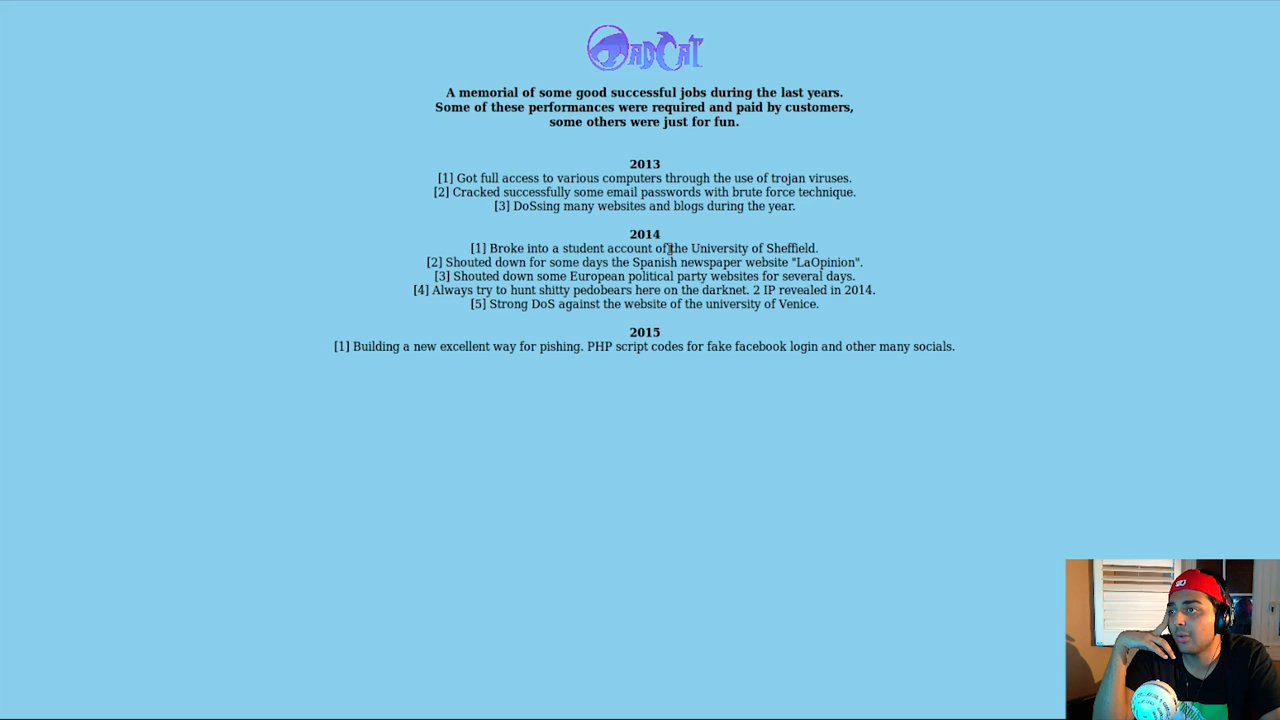 MadCat
A memorial of some good successful jobs during the last years.
Some of these performances were required and paid by customers,
some others were just for fun.
2013
[1] Got full access to various computers through the use of trojan viruses.
[2] Cracked successfully some email passwords with brute force technique.
[3] DoSsing many websites and blogs during the year.
2014
[1] Broke into a student account of the University of Sheffield.
[2] Shouted down for some days the Spanish newspaper website "LaOpinion".
[3] Shouted down some European political party websites for several days.
[4] Always try to hunt shitty pedobears here on the darknet. 2 IP revealed in 2014.
[5] Strong DoS against the website of the university of Venice.
2015
[1] Building a new excellent way for pishing. PHP script codes for fake facebook login and other many socials.